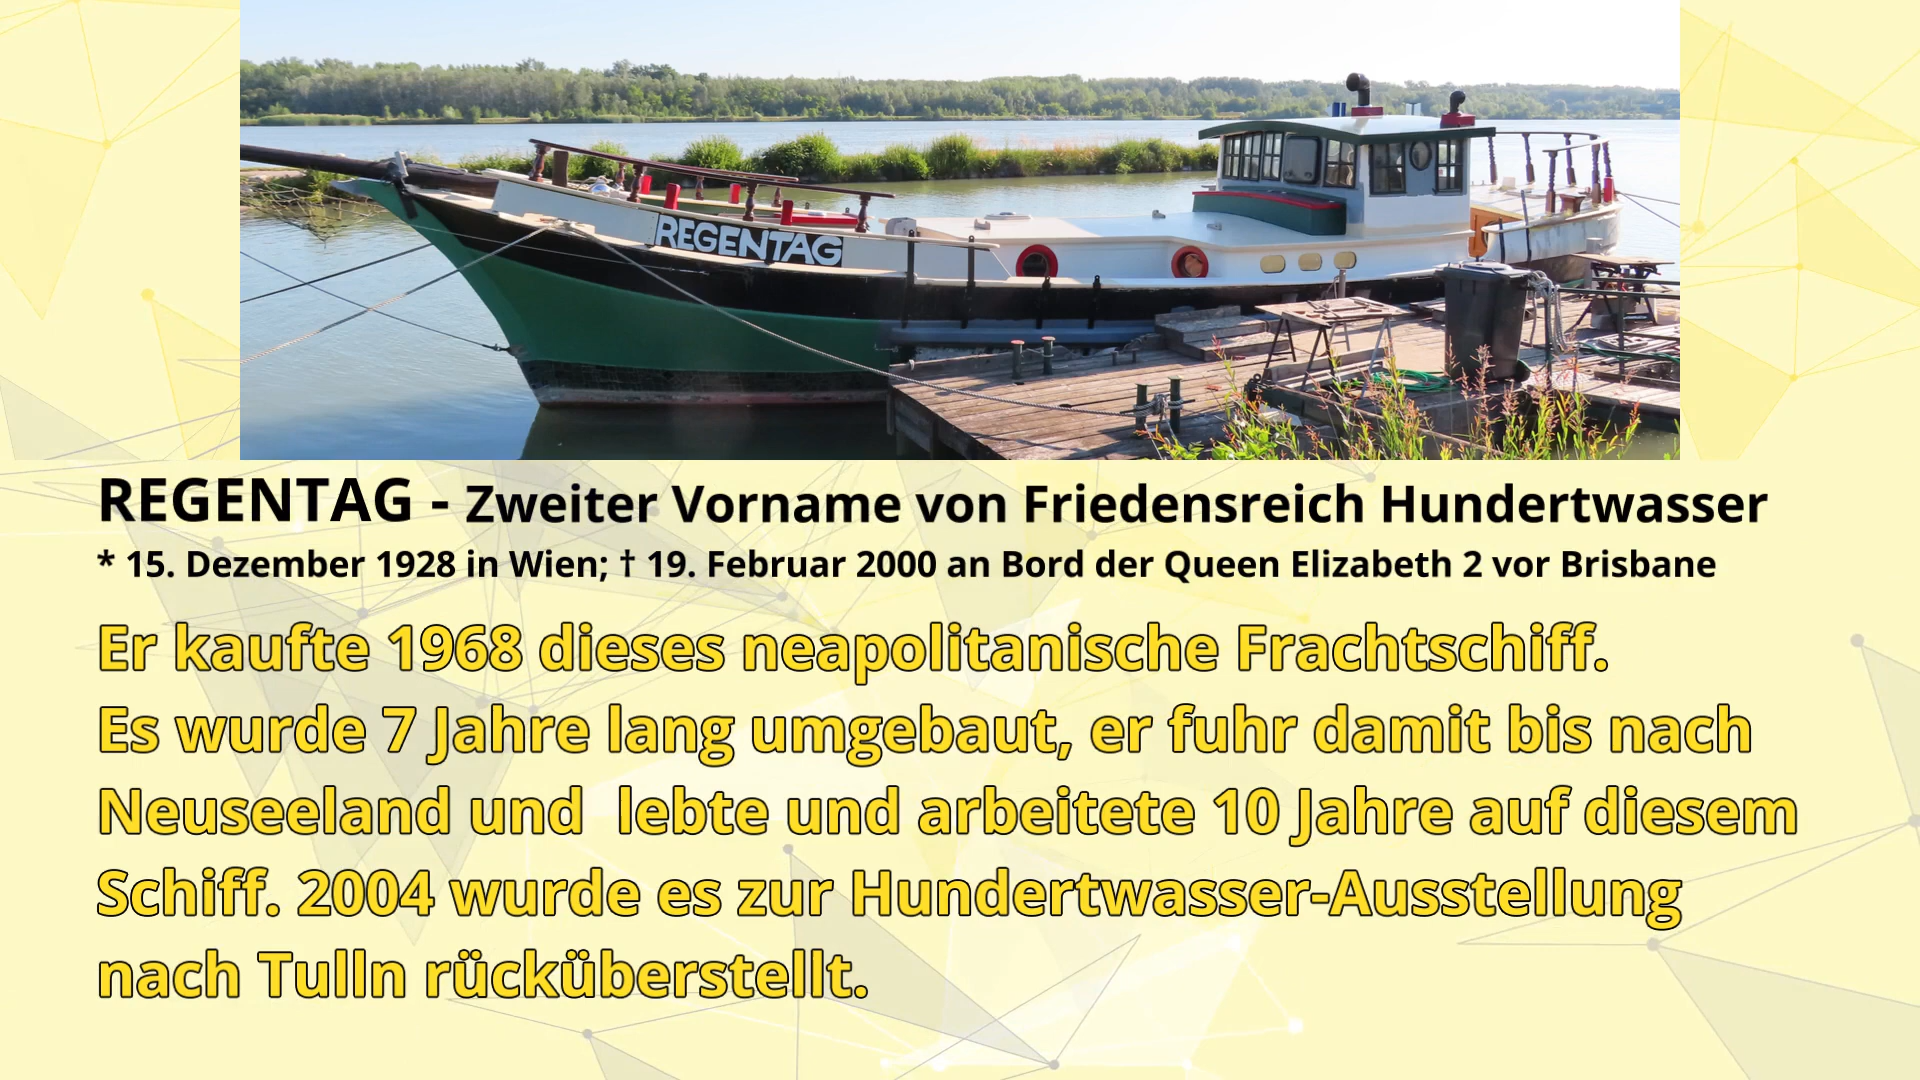 REGENTAG
REGENTAG - Zweiter Vorname von Friedensreich Hundertwasser
* 15. Dezember 1928 in Wien; † 19. Februar 2000 an Bord der Queen Elizabeth 2 vor Brisbane
Er kaufte 1968 dieses neapolitanische Frachtschiff.
Es wurde 7 Jahre lang umgebaut, er fuhr damit bis nach
Neuseeland und  lebte und arbeitete 10 Jahre auf diesem
Schiff. 2004 wurde es zur Hundertwasser-Ausstellung
nach Tulln rücküberstellt.